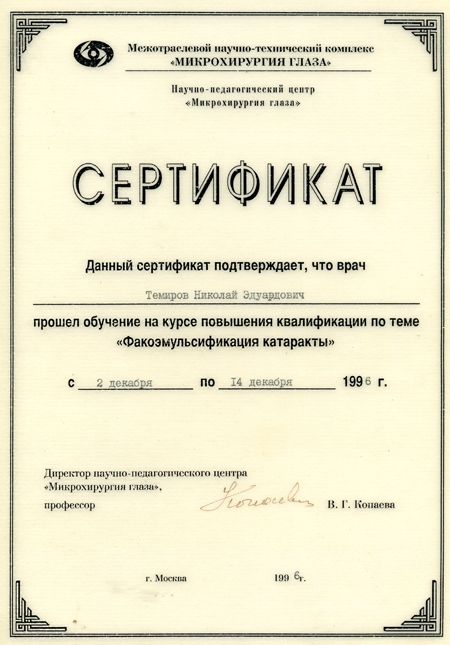 Межотраслевой научно-технический комплекс
«МИКРОХИРУРГИЯ ГЛАЗА»
Научно-педагогический центр
«Микрохирургия глаза»
СЕРТИФИКАТ
Данный сертификат подтверждает, что врач
Темиров Николай Эдуардович
прошел обучение на курсе повышения квалификации по теме
«Факоэмульсификация катаракты»
с 2 декабря по 14 декабря 1996 г.
Директор научно-педагогического центра
«Микрохирургия глаза»,
профессор Копаева В. Г. Копаева
г. Москва 1996г.